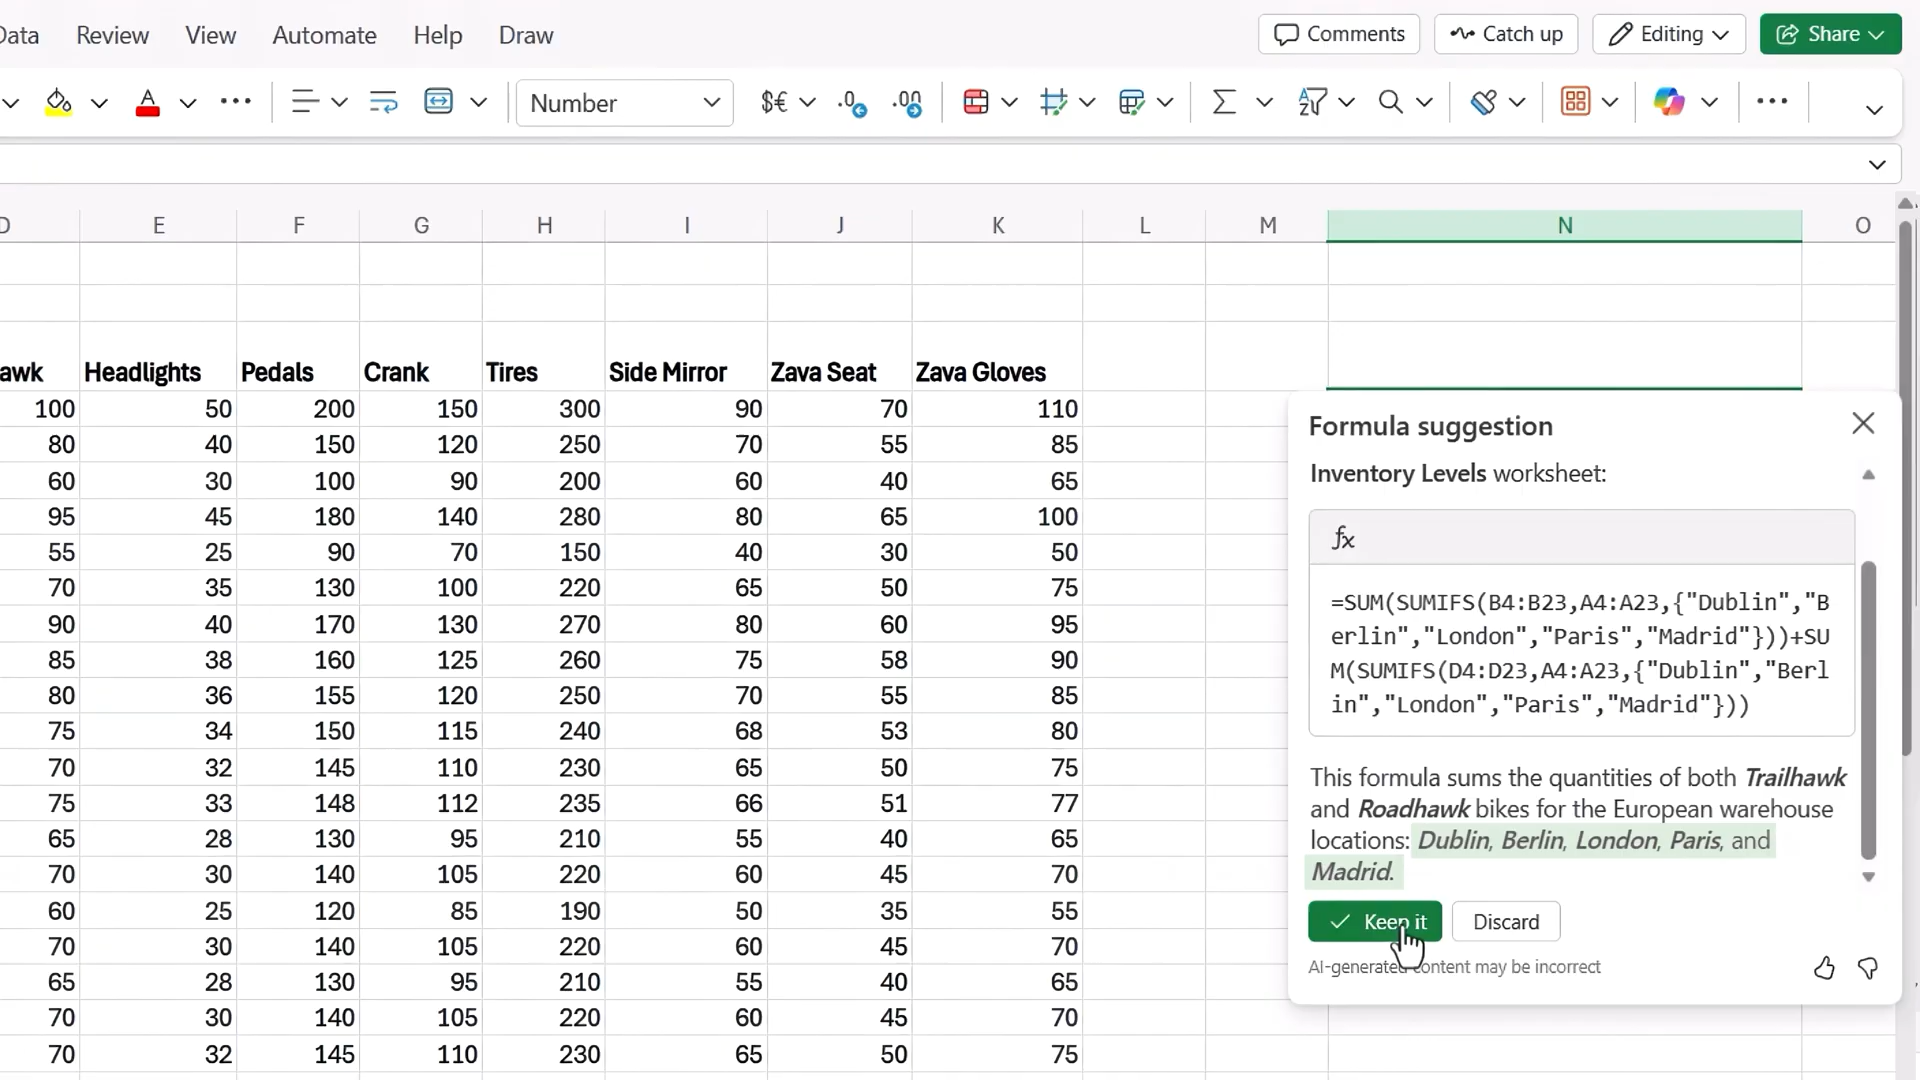 Data Review View Automate Help Draw Comments Catch up Editing Share
Number
D E F G H I J K L M N O
awk Headlights Pedals Crank Tires Side Mirror Zava Seat Zava Gloves
100 50 200 150 300 90 70 110
80 40 150 120 250 70 55 85
60 30 100 90 200 60 40 65
95 45 180 140 280 80 65 100
55 25 90 70 150 40 30 50
70 35 130 100 220 65 50 75
90 40 170 130 270 80 60 95
85 38 160 125 260 75 58 90
80 36 155 120 250 70 55 85
75 34 150 115 240 68 53 80
70 32 145 110 230 65 50 75
75 33 148 112 235 66 51 77
65 28 130 95 210 55 40 65
70 30 140 105 220 60 45 70
60 25 120 85 190 50 35 55
70 30 140 105 220 60 45 70
65 28 130 95 210 55 40 65
70 30 140 105 220 60 45 70
70 32 145 110 230 65 50 75
Formula suggestion
Inventory Levels worksheet:
fx
=SUM(SUMIFS(B4:B23,A4:A23,{"Dublin","B
erlin","London","Paris","Madrid"}))+SU
M(SUMIFS(D4:D23,A4:A23,{"Dublin","Berl
in","London","Paris","Madrid"}))
This formula sums the quantities of both Trailhawk
and Roadhawk bikes for the European warehouse
locations: Dublin, Berlin, London, Paris, and
Madrid.
Keep it Discard
AI-generated content may be incorrect